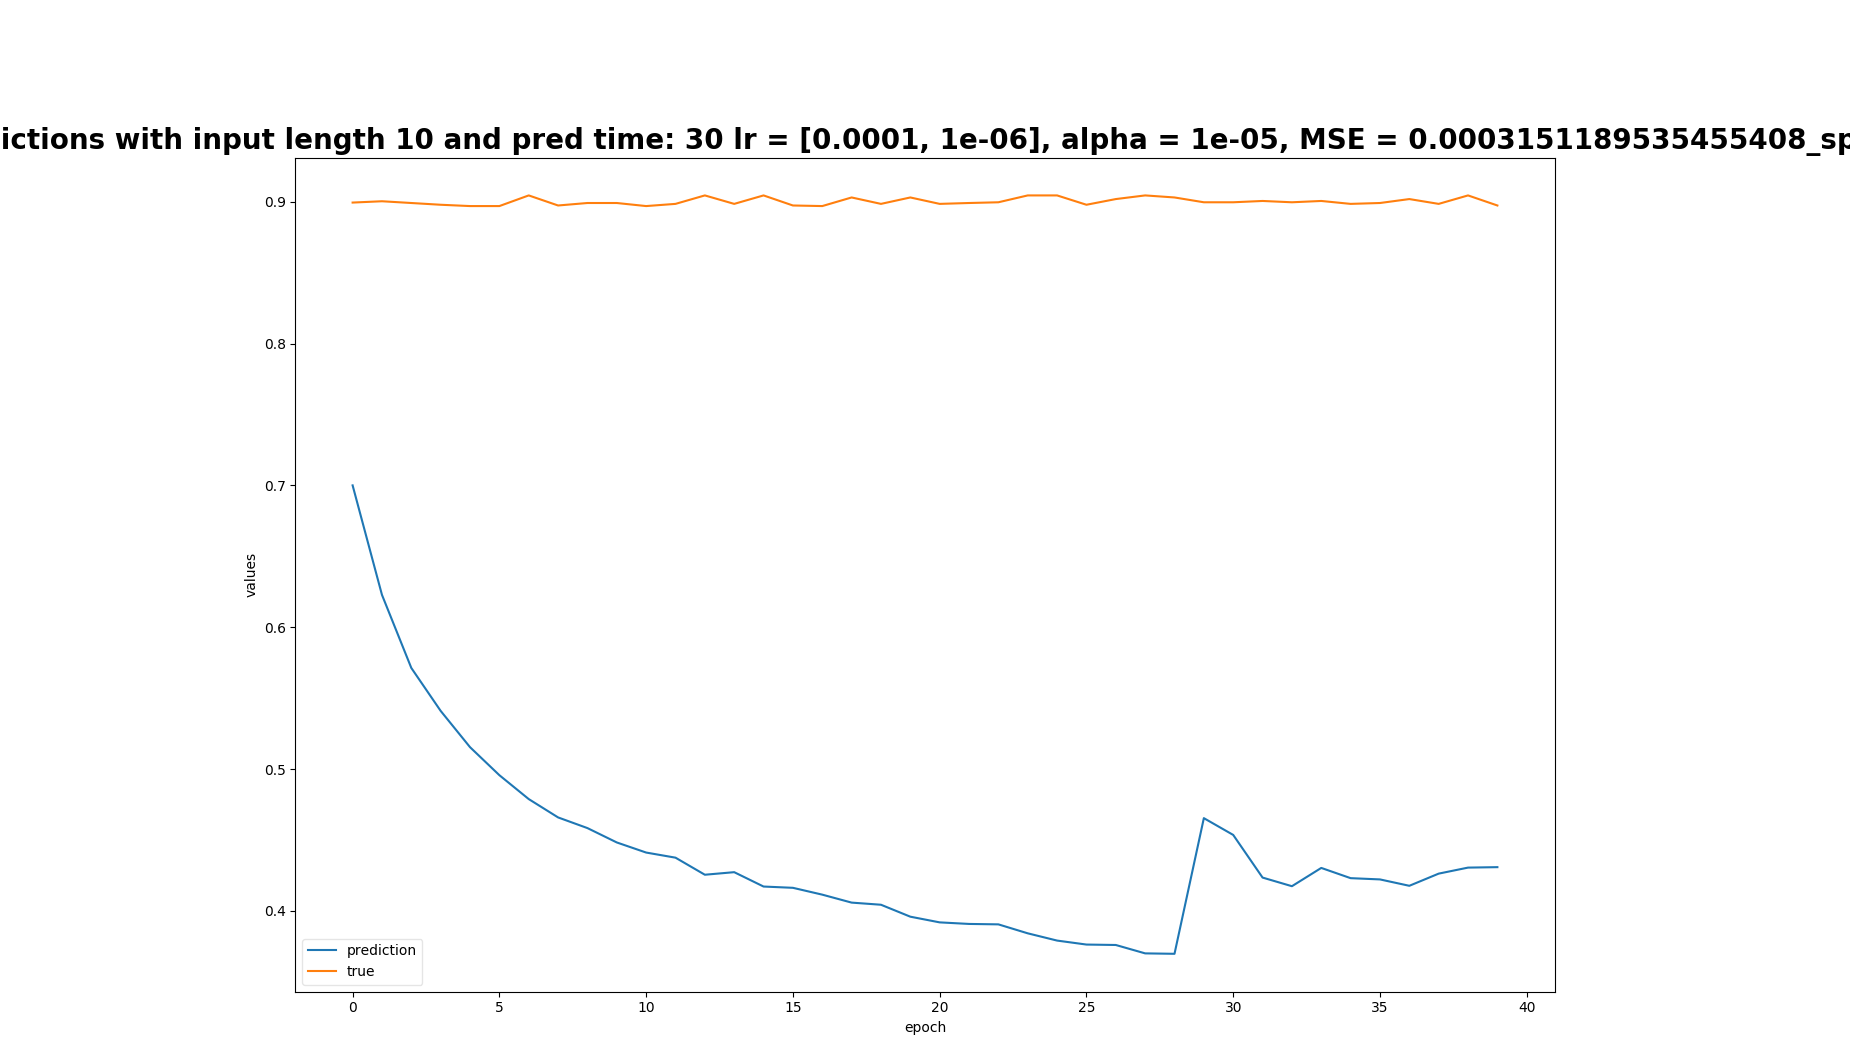 ictions with input length 10 and pred time: 30 lr = [0.0001, 1e-06], alpha = 1e-05, MSE = 0.0003151189535455408_sp
0.9
0.8
0.7
0.6
0.5
0.4
values
prediction
true
0 5 10 15 20 25 30 35 40
epoch